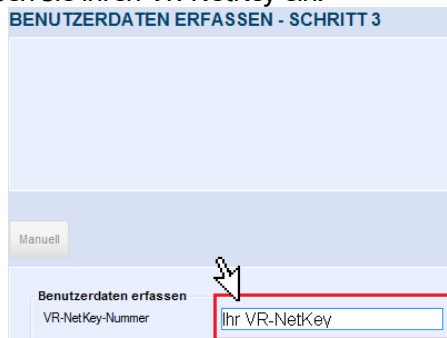 BENUTZERDATEN ERFASSEN - SCHRITT 3
Manuell
Benutzerdaten erfassen
VR-NetKey-Nummer Ihr VR-NetKey